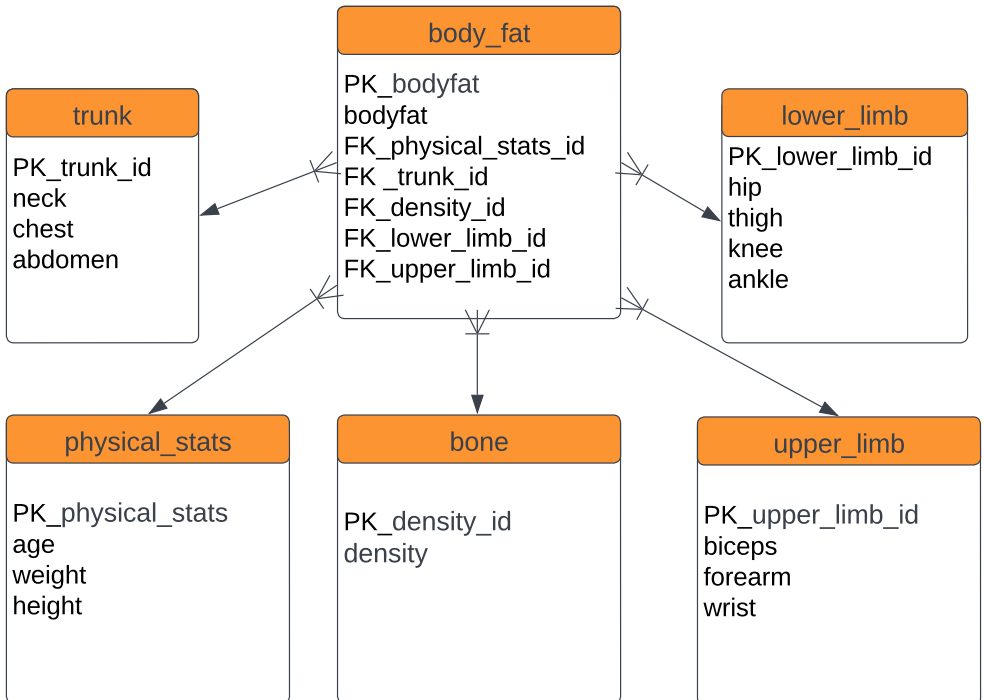 body_fat
PK_bodyfat
bodyfat
FK_physical_stats_id
FK _trunk_id
FK_density_id
FK_lower_limb_id
FK_upper_limb_id
trunk
PK_trunk_id
neck
chest
abdomen
lower_limb
PK_lower_limb_id
hip
thigh
knee
ankle
physical_stats
PK_physical_stats
age
weight
height
bone
PK_density_id
density
upper_limb
PK_upper_limb_id
biceps
forearm
wrist